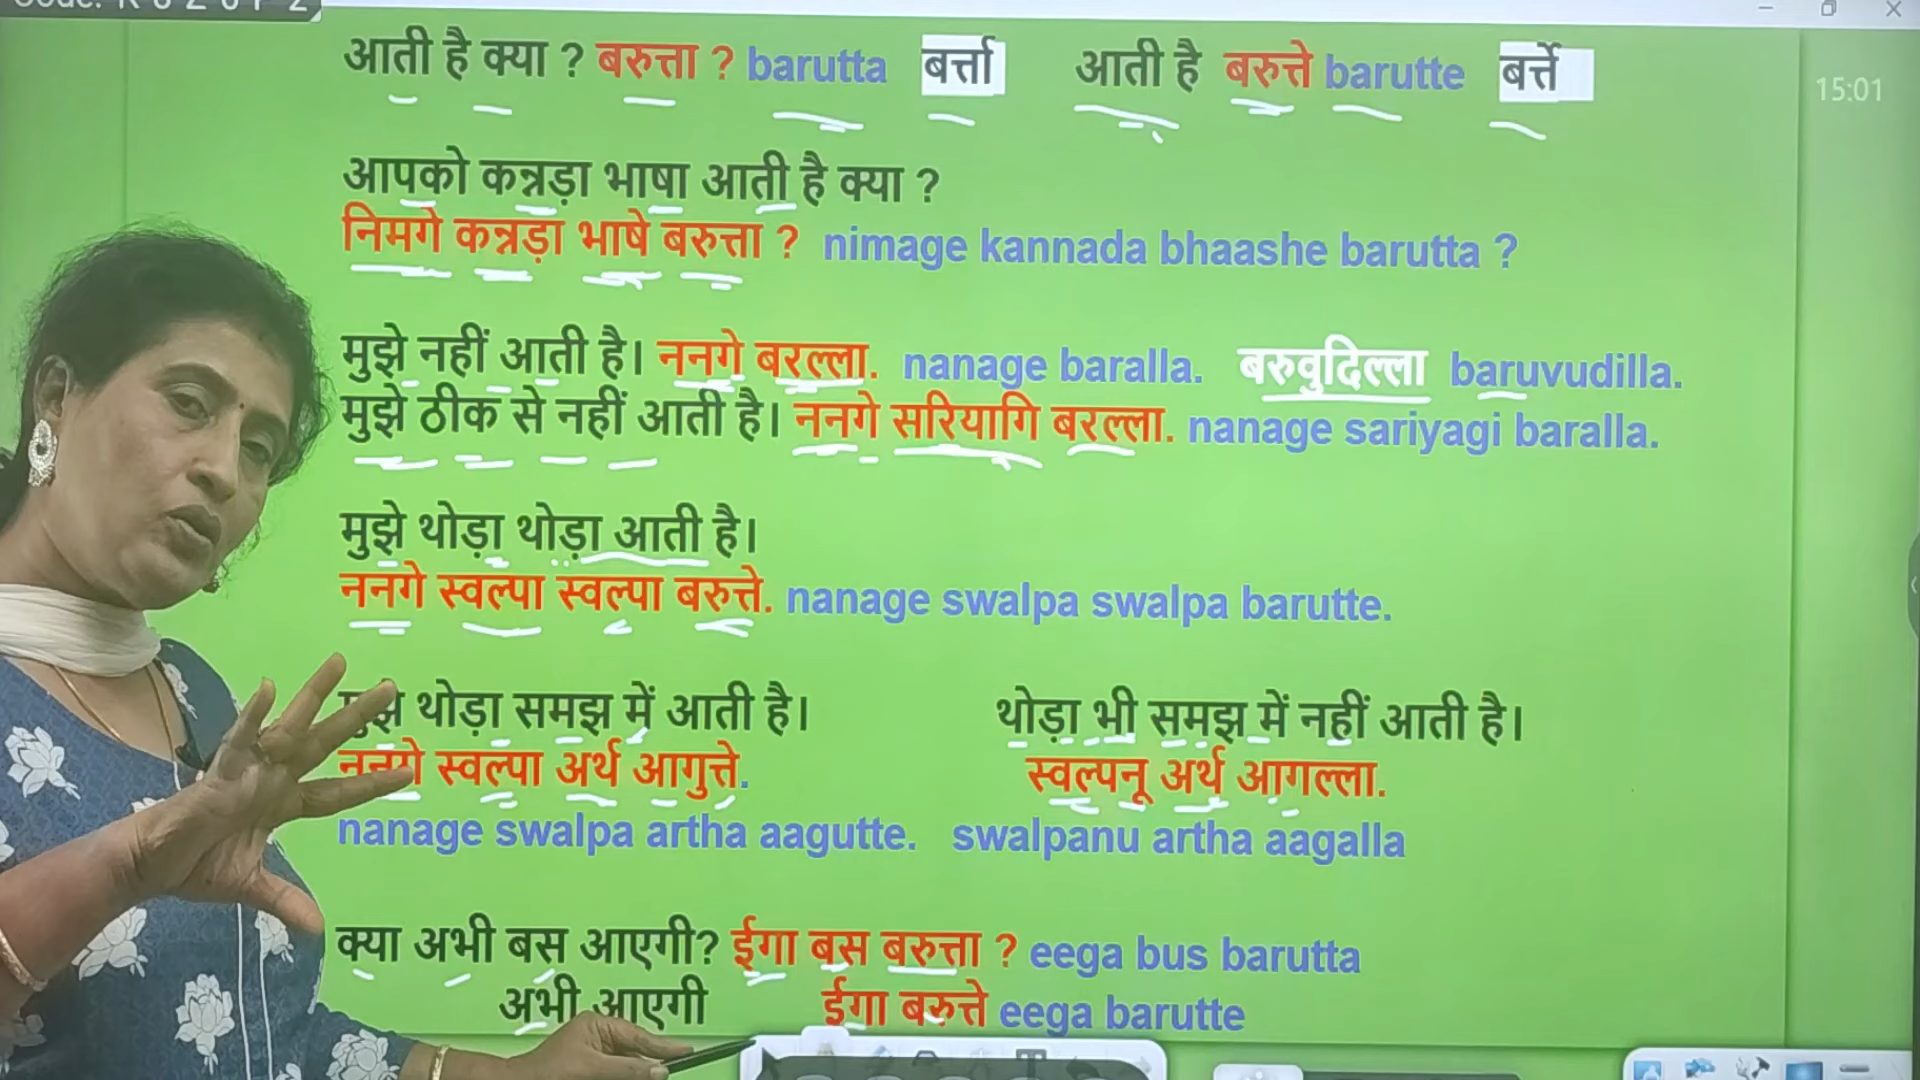 आती है क्या ? बरुत्ता ? barutta बर्त्ता आती है बरुत्ते barutte बर्त्ते
15:01
आपको कन्नड़ा भाषा आती है क्या ?
निमगे कन्नड़ा भाषे बरुत्ता ? nimage kannada bhaashe barutta ?
मुझे नहीं आती है। ननगे बरल्ला. nanage baralla. बरुवुदिल्ला baruvudilla.
मुझे ठीक से नहीं आती है। ननगे सरियागि बरल्ला. nanage sariyagi baralla.
मुझे थोड़ा थोड़ा आती है।
ननगे स्वल्पा स्वल्पा बरुत्ते. nanage swalpa swalpa barutte.
मुझे थोड़ा समझ में आती है। थोड़ा भी समझ में नहीं आती है।
ननगे स्वल्पा अर्थ आगुत्ते. स्वल्पनू अर्थ आगल्ला.
nanage swalpa artha aagutte. swalpanu artha aagalla
क्या अभी बस आएगी? ईगा बस बरुत्ता ? eega bus barutta
अभी आएगी ईगा बरुत्ते eega barutte